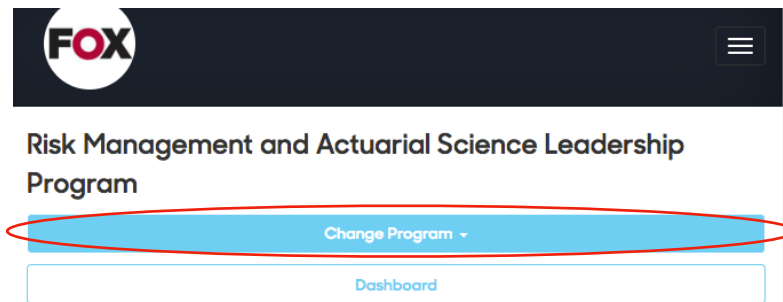 FOX
Risk Management and Actuarial Science Leadership
Program
Change Program
Dashboard